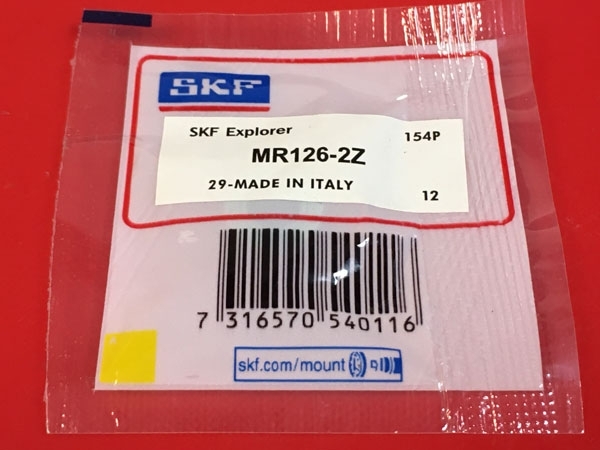 SKF
SKF Explorer 154P
MR126-2Z
29-MADE IN ITALY 12
7 316570 540116
skf.com/mount